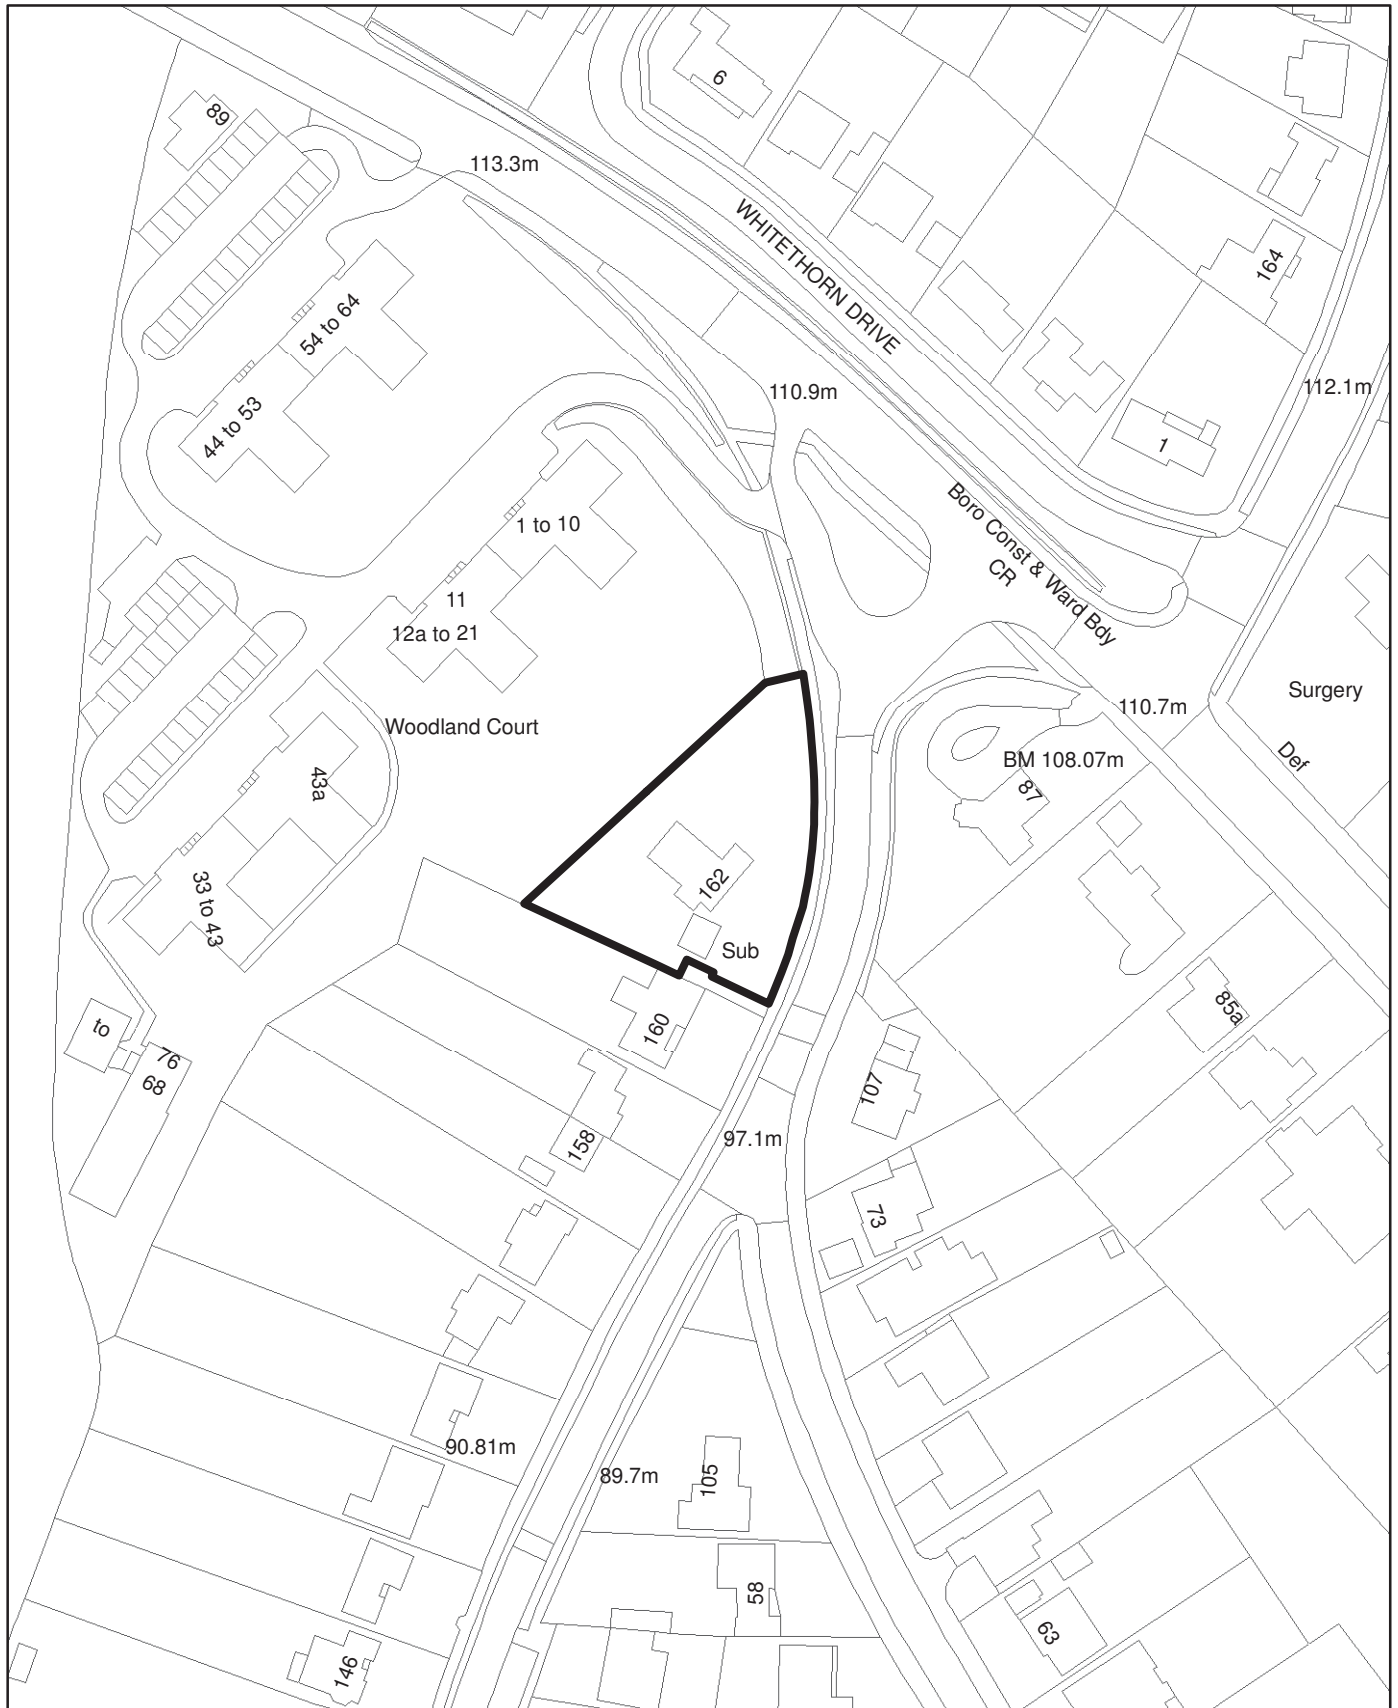 6
89
113.3m
WHITETHORN DRIVE
164
54 to 64
110.9m
112.1m
44 to 53
1
Boro Const & Ward Bdy
1 to 10
CR
11
12a to 21
Surgery
110.7m
Woodland Court
Def
BM 108.07m
43a
87
162
33 to 43
Sub
85a
to
160
76
68
107
97.1m
158
73
90.81m
89.7m
105
58
63
146